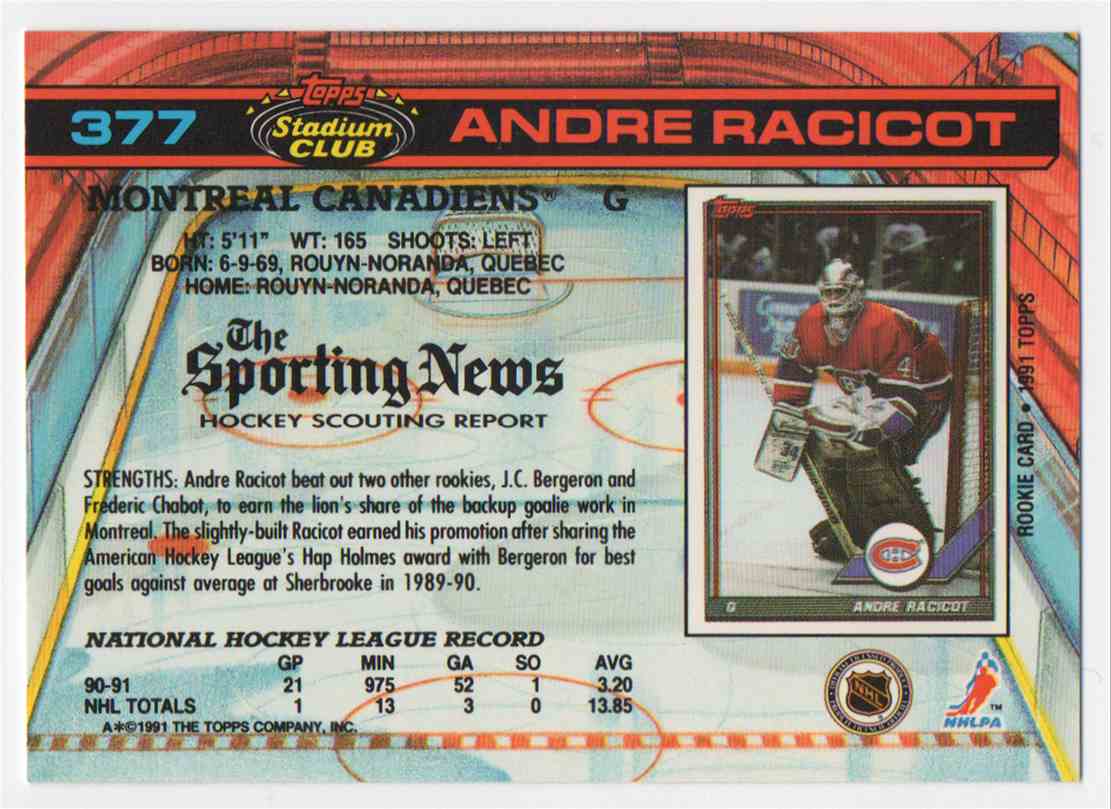 377
Topps
Stadium
CLUB
ANDRE RACICOT
MONTREAL CANADIENS® G
HT: 5'11" WT: 165 SHOOTS: LEFT
BORN: 6-9-69, ROUYN-NORANDA, QUEBEC
HOME: ROUYN-NORANDA, QUEBEC
The
Sporting News
HOCKEY SCOUTING REPORT
STRENGTHS: Andre Racicot beat out two other rookies, J.C. Bergeron and
Frederic Chabot, to earn the lion's share of the backup goalie work in
Montreal. The slightly-built Racicot earned his promotion after sharing the
American Hockey League's Hap Holmes award with Bergeron for best
goals against average at Sherbrooke in 1989-90.
NATIONAL HOCKEY LEAGUE RECORD
GP MIN GA SO AVG
90-91 21 975 52 1 3.20
NHL TOTALS 1 13 3 0 13.85
A*©1991 THE TOPPS COMPANY, INC.
Topps
G ANDRE RACICOT
ROOKIE CARD • 1991 TOPPS
NHL
NHLPA™